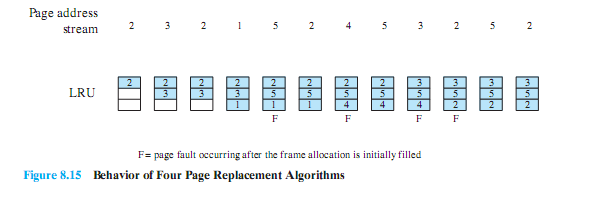 Page address
stream 2 3 2 1 5 2 4 5 3 2 5 2
2 2 2 2 2 2 2 2 3 3 3 3
LRU 3 3 3 5 5 5 5 5 5 5 5
1 1 1 4 4 4 2 2 2
F F F F
F= page fault occurring after the frame allocation is initially filled
Figure 8.15 Behavior of Four Page Replacement Algorithms